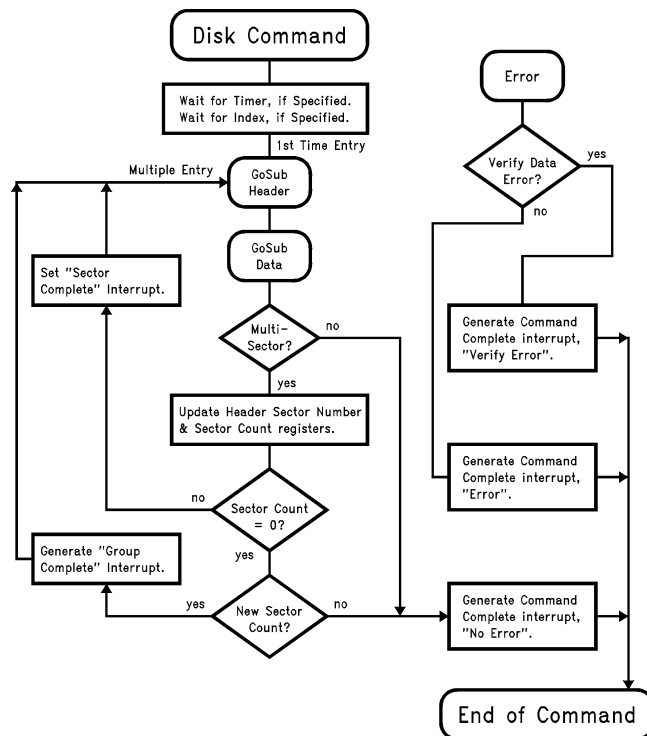 Disk Command
Wait for Timer, if Specified.
Wait for Index, if Specified.
1st Time Entry
Multiple Entry
GoSub
Header
GoSub
Data
Set "Sector
Complete" Interrupt.
Multi-
Sector?
no
yes
Update Header Sector Number
& Sector Count registers.
no
Sector Count
= 0?
yes
Generate "Group
Complete" Interrupt.
yes
New Sector
Count?
no
Error
Verify Data
Error?
yes
no
Generate Command
Complete interrupt,
"Verify Error".
Generate Command
Complete interrupt,
"Error".
Generate Command
Complete interrupt,
"No Error".
End of Command